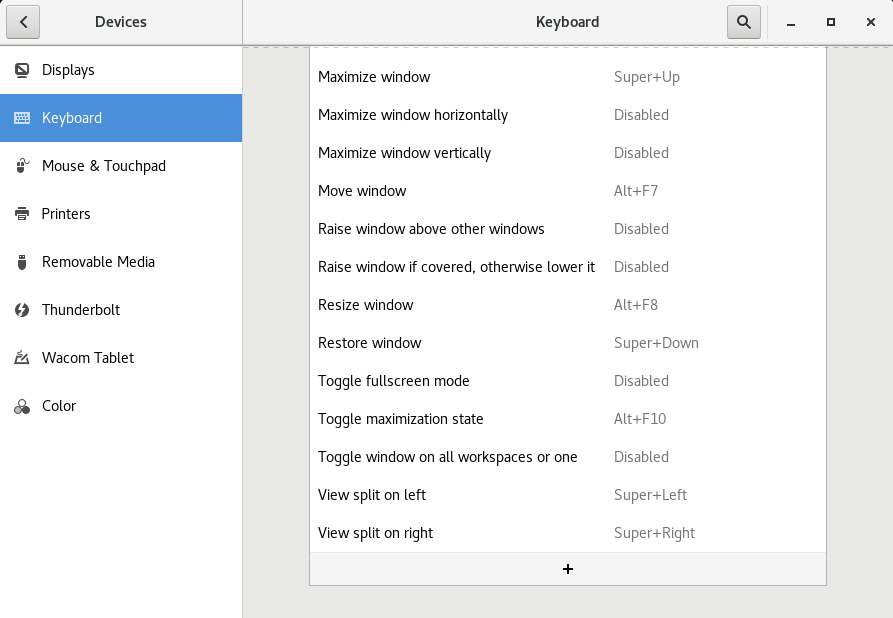 Devices
Keyboard
Displays
Keyboard
Mouse & Touchpad
Printers
Removable Media
Thunderbolt
Wacom Tablet
Color
Maximize window Super+Up
Maximize window horizontally Disabled
Maximize window vertically Disabled
Move window Alt+F7
Raise window above other windows Disabled
Raise window if covered, otherwise lower it Disabled
Resize window Alt+F8
Restore window Super+Down
Toggle fullscreen mode Disabled
Toggle maximization state Alt+F10
Toggle window on all workspaces or one Disabled
View split on left Super+Left
View split on right Super+Right
+